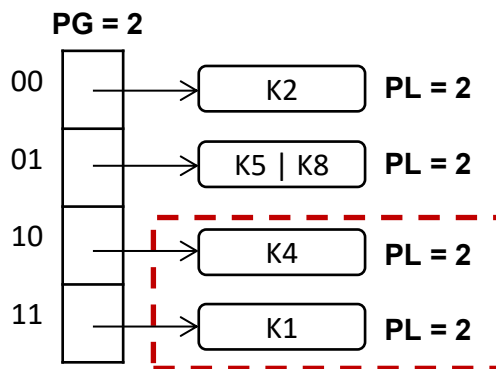 PG = 2
00 K2 PL = 2
01 K5 | K8 PL = 2
10 K4 PL = 2
11 K1 PL = 2